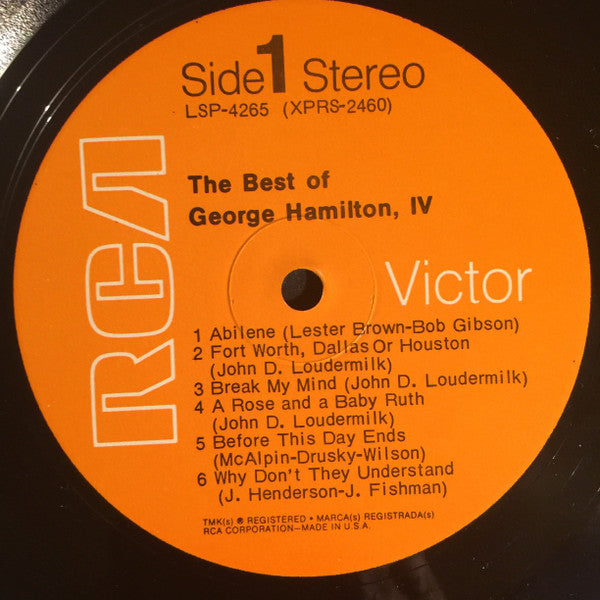 Side 1 Stereo
LSP-4265 (XPRS-2460)
The Best of
George Hamilton, IV
RCA
Victor
1 Abilene (Lester Brown-Bob Gibson)
2 Fort Worth, Dallas Or Houston
(John D. Loudermilk)
3 Break My Mind (John D. Loudermilk)
4 A Rose and a Baby Ruth
(John D. Loudermilk)
5 Before This Day Ends
(McAlpin-Drusky-Wilson)
6 Why Don't They Understand
(J. Henderson-J. Fishman)
TMK(s) ® REGISTERED • MARCA(s) REGISTRADA(s)
RCA CORPORATION—MADE IN U.S.A.